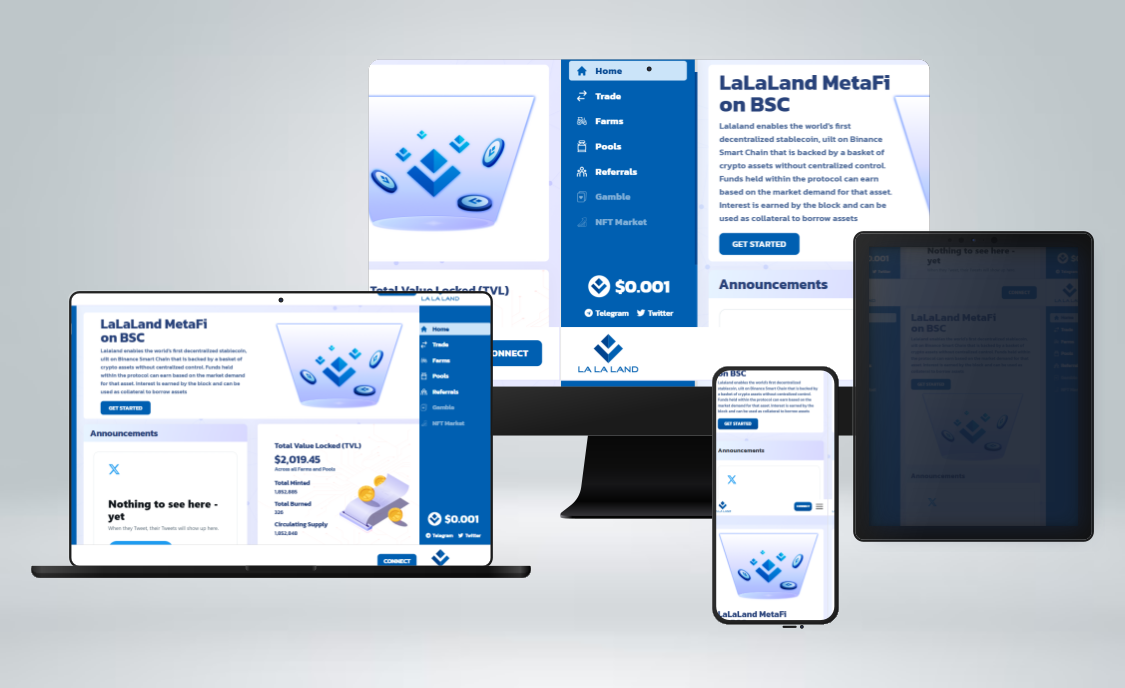 Home
Trade
Farms
Pools
Referrals
Gamble
NFT Market
$0.001
Telegram
Twitter
LA LA LAND
LaLaLand MetaFi
on BSC
Lalaland enables the world's first
decentralized stablecoin, uilt on Binance
Smart Chain that is backed by a basket of
crypto assets without centralized control.
Funds held within the protocol can earn
based on the market demand for that asset.
Interest is earned by the block and can be
used as collateral to borrow assets
GET STARTED
Announcements
Total Value Locked (TVL)
CONNECT
LA LA LAND
LaLaLand MetaFi
on BSC
Lalaland enables the world's first decentralized stablecoin,
uilt on Binance Smart Chain that is backed by a basket of
crypto assets without centralized control. Funds held
within the protocol can earn based on the market demand
for that asset. Interest is earned by the block and can be
used as collateral to borrow assets
GET STARTED
Announcements
Nothing to see here -
yet
When they Tweet, their Tweets will show up here.
Total Value Locked (TVL)
$2,019.45
Across all Farms and Pools
Total Minted
1,852,885
Total Burned
326
Circulating Supply
1,852,848
Home
Trade
Farms
Pools
Referrals
Gamble
NFT Market
$0.001
Telegram
Twitter
CONNECT
on BSC
Lalaland enables the world's first decentralized
stablecoin, uilt on Binance Smart Chain that is backed by
a basket of crypto assets without centralized control.
Funds held within the protocol can earn based on the
market demand for that asset. Interest is earned by the
block and can be used as collateral to borrow assets
GET STARTED
Announcements
CONNECT
LaLaLand MetaFi
Nothing to see here -
yet
CONNECT
LaLaLand MetaFi
on BSC
GET STARTED
Announcements